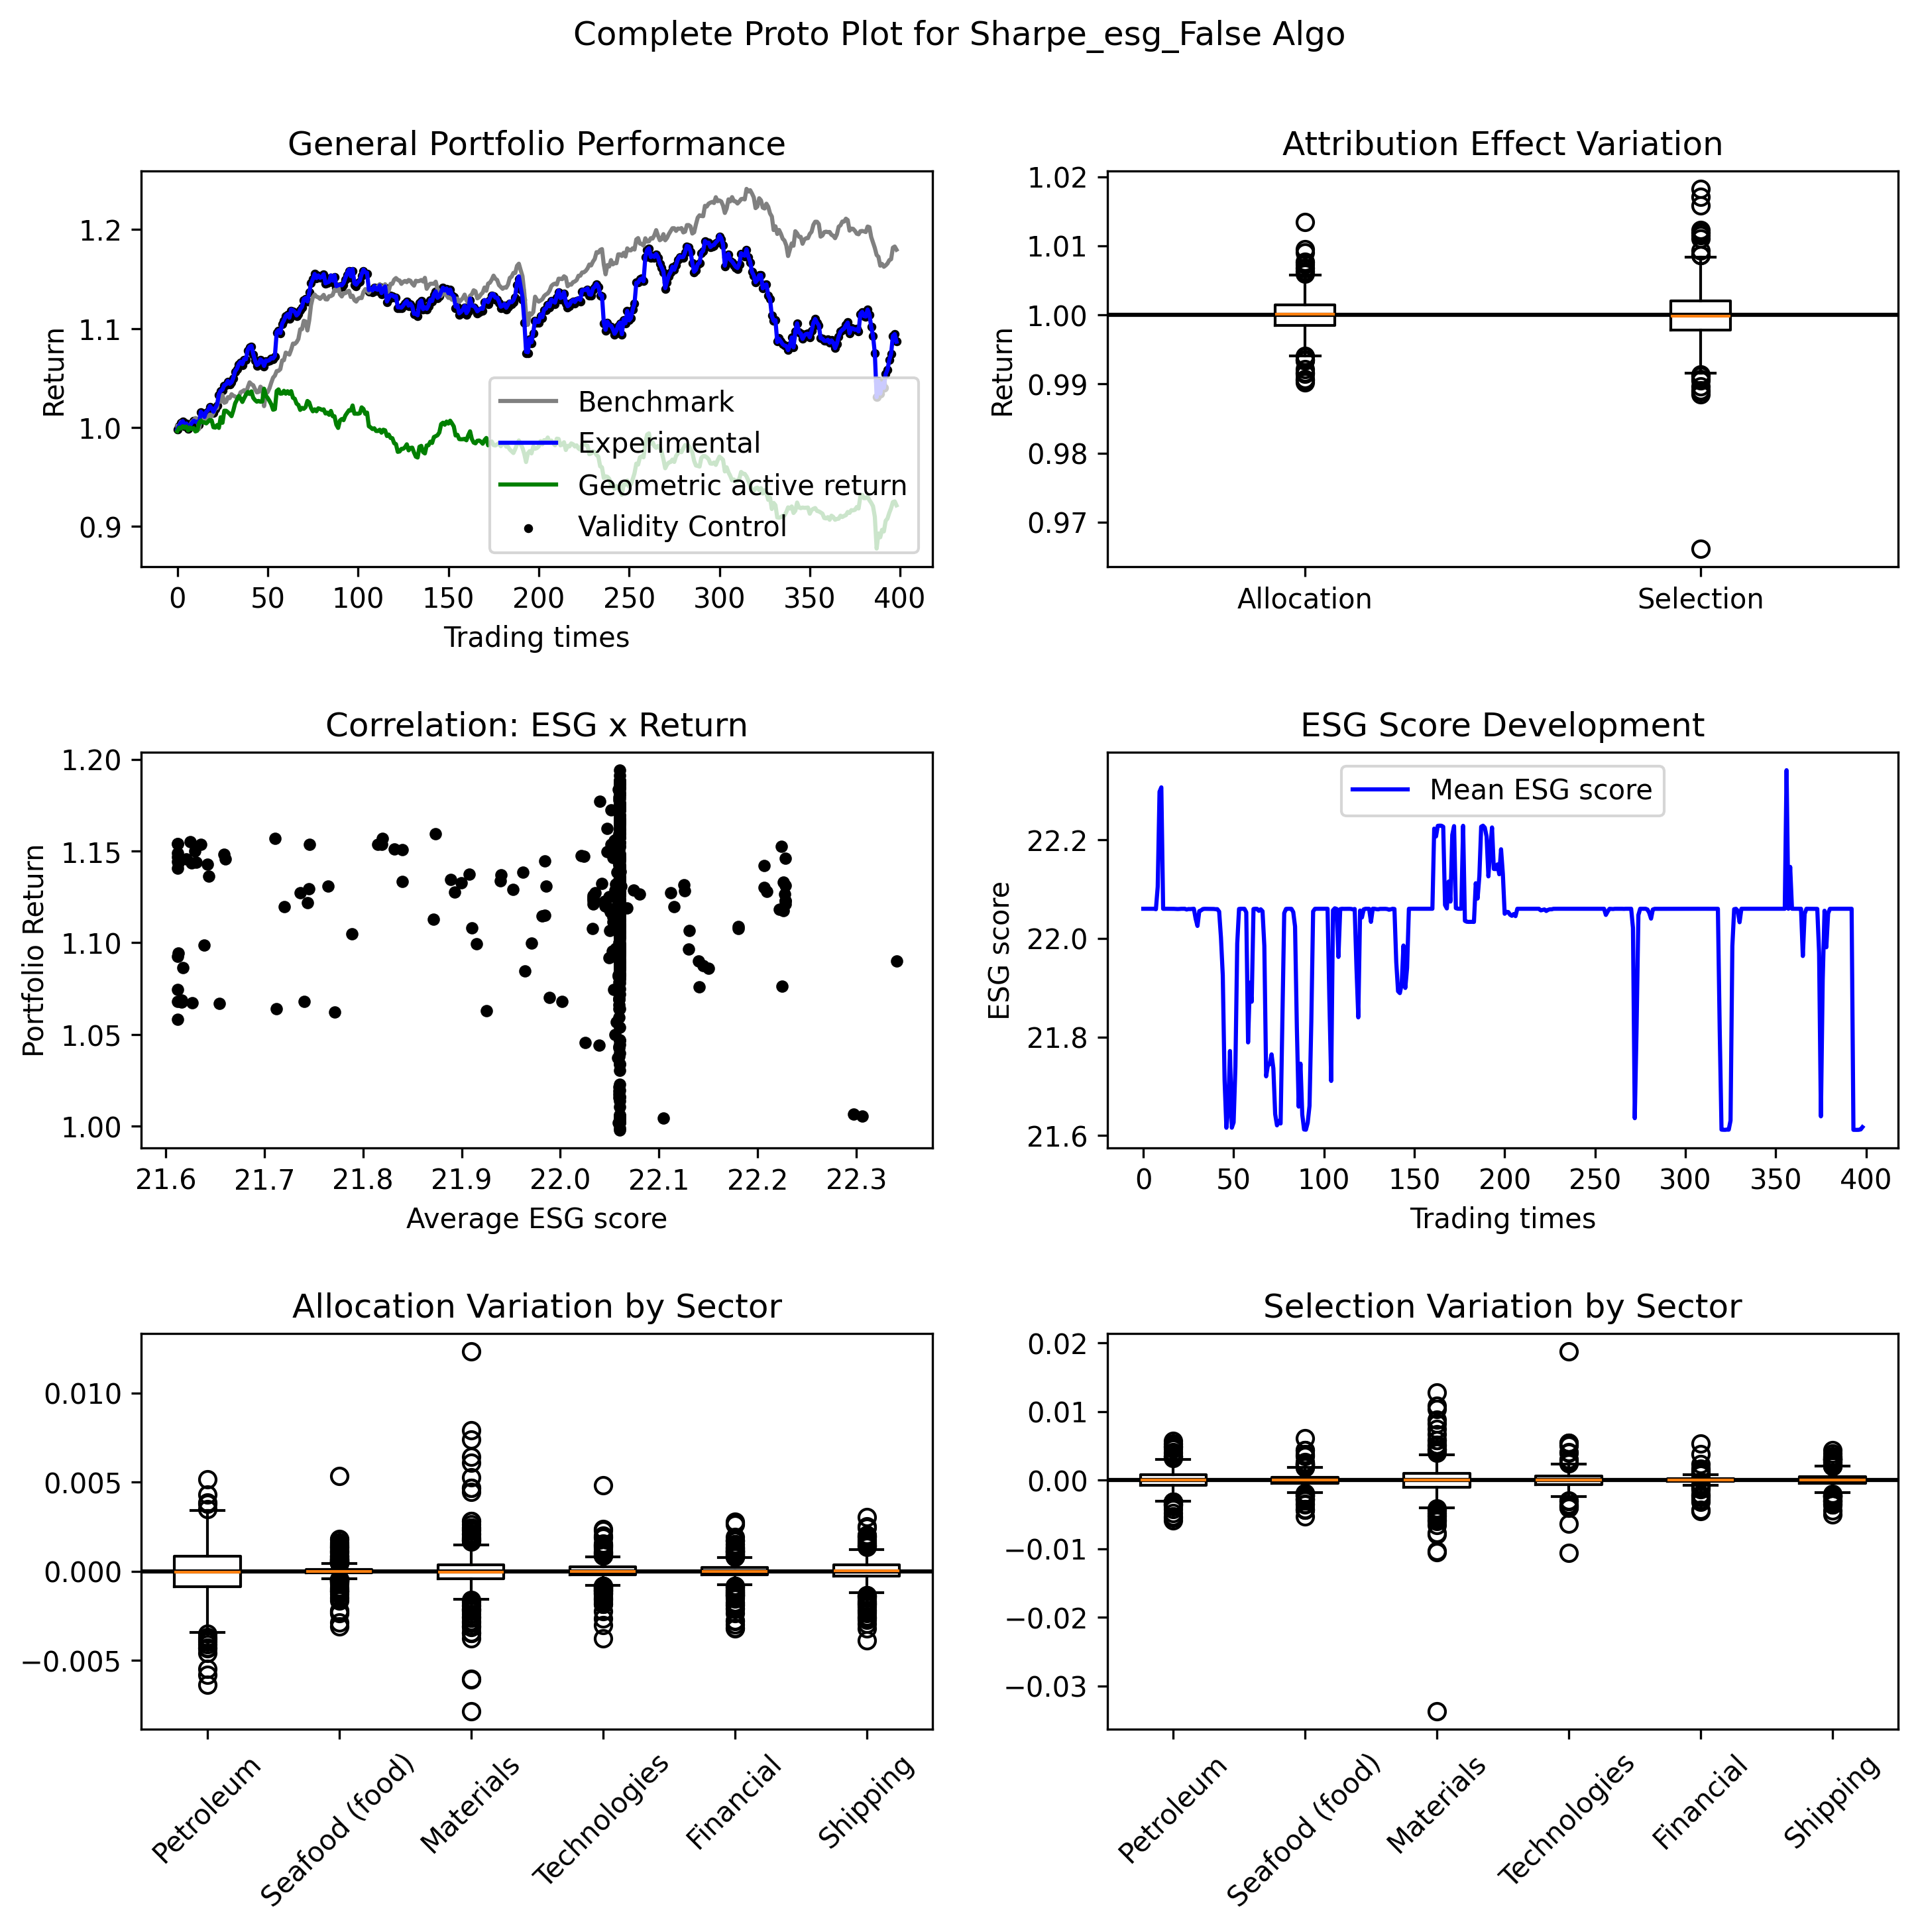 Complete Proto Plot for Sharpe_esg_False Algo
General Portfolio Performance
Return
1.2
1.1
1.0
0.9
Benchmark
Experimental
Geometric active return
Validity Control
0 50 100 150 200 250 300 350 400
Trading times
Attribution Effect Variation
Return
1.02
1.01
1.00
0.99
0.98
0.97
Allocation Selection
Correlation: ESG x Return
Portfolio Return
1.20
1.15
1.10
1.05
1.00
21.6 21.7 21.8 21.9 22.0 22.1 22.2 22.3
Average ESG score
ESG Score Development
ESG score
22.2
22.0
21.8
21.6
Mean ESG score
0 50 100 150 200 250 300 350 400
Trading times
Allocation Variation by Sector
0.010
0.005
0.000
−0.005
Petroleum
Seafood (food)
Materials
Technologies
Financial
Shipping
Selection Variation by Sector
0.02
0.01
0.00
−0.01
−0.02
−0.03
Petroleum
Seafood (food)
Materials
Technologies
Financial
Shipping